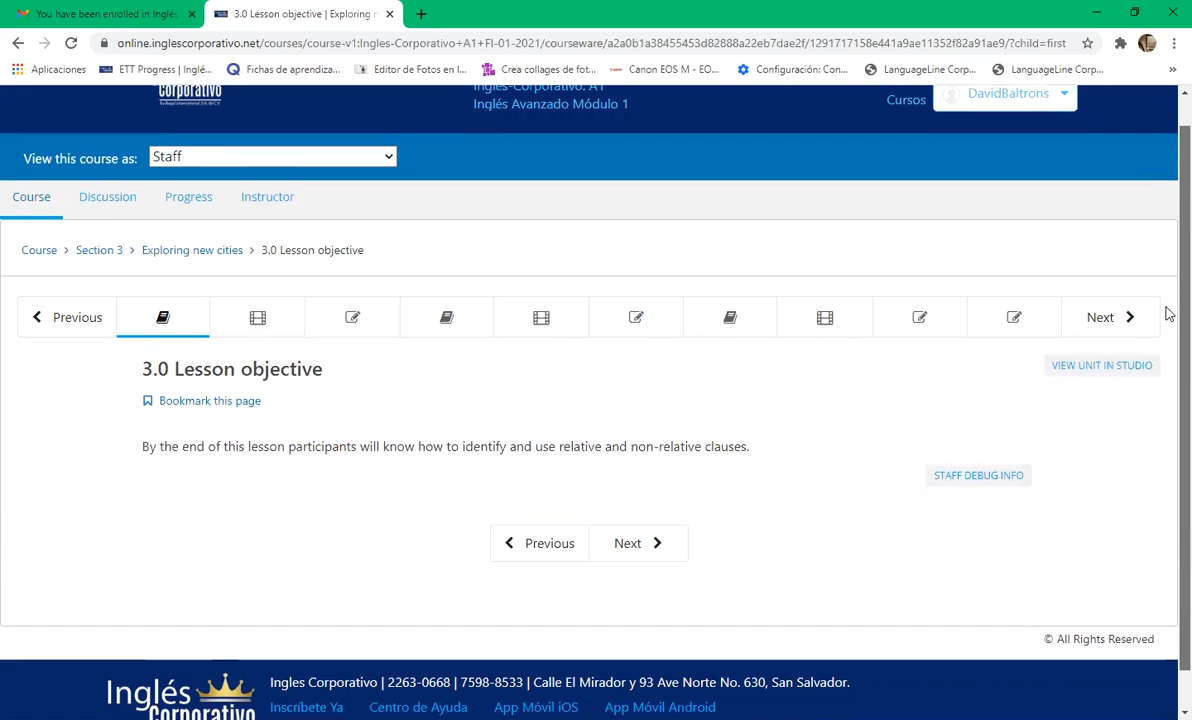 You have been enrolled in Inglés
3.0 Lesson objective | Exploring n
online.inglescorporativo.net/courses/course-v1:Ingles-Corporativo+A1+FI-01-2021/courseware/a2a0b1a38455453d82888a22eb7dae2f/1291717158e441a9ae11352f82a91ae9/?child=first
Aplicaciones
ETT Progress | Inglé...
Fichas de aprendiza...
Editor de Fotos en l...
Crea collages de fot...
Canon EOS M - EO...
Configuración: Con...
LanguageLine Corp...
LanguageLine Corp...
Corporativo
Ingles-Corporativo: A1
Inglés Avanzado Módulo 1
Cursos
DavidBaltrons
View this course as:
Staff
Course
Discussion
Progress
Instructor
Course > Section 3 > Exploring new cities > 3.0 Lesson objective
Previous
Next
3.0 Lesson objective
VIEW UNIT IN STUDIO
Bookmark this page
By the end of this lesson participants will know how to identify and use relative and non-relative clauses.
STAFF DEBUG INFO
Previous
Next
© All Rights Reserved
Inglés
Corporativo
Ingles Corporativo | 2263-0668 | 7598-8533 | Calle El Mirador y 93 Ave Norte No. 630, San Salvador.
Inscríbete Ya
Centro de Ayuda
App Móvil iOS
App Móvil Android